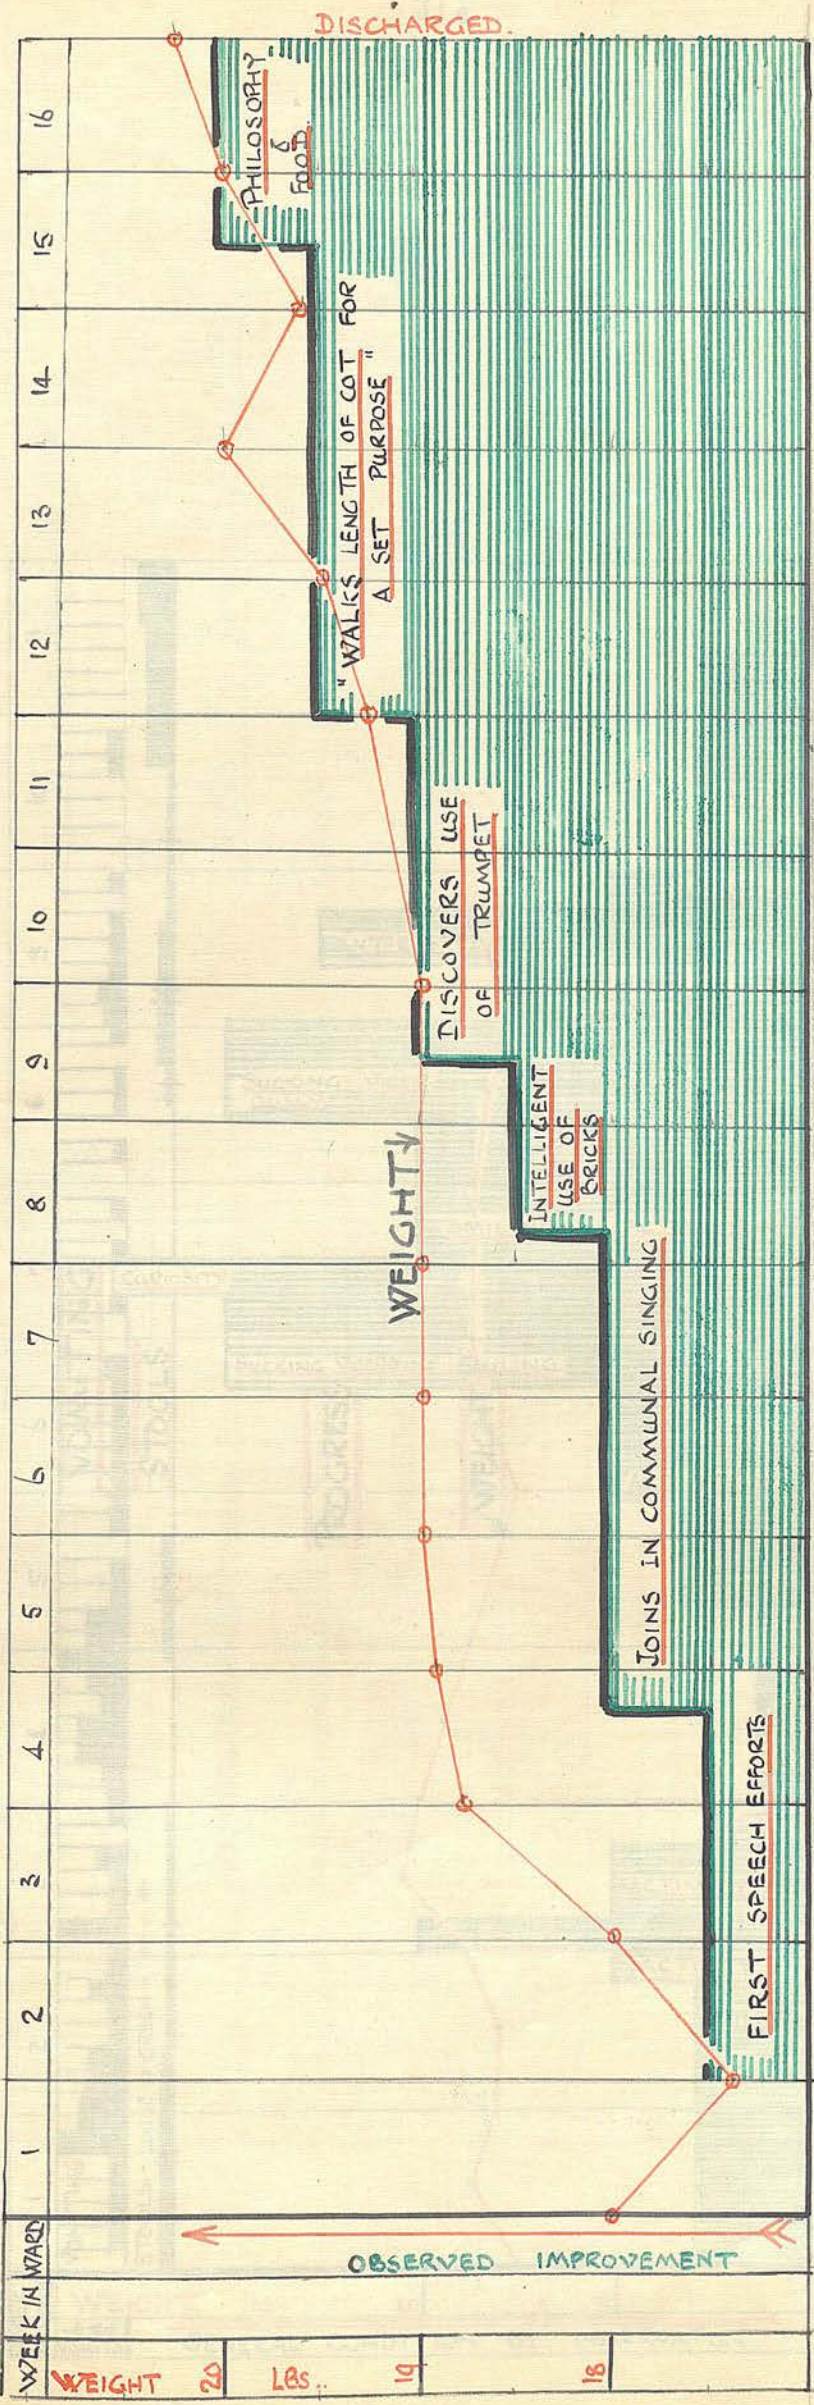 WEEK IN WARD 1 2 3 4 5 6 7 8 9 10 11 12 13 14 15 16
WEIGHT
20
LBS..
19
18
OBSERVED IMPROVEMENT
WEIGHT
FIRST SPEECH EFFORTS
JOINS IN COMMUNAL SINGING
INTELLIGENT
USE OF
BRICKS
DISCOVERS USE
OF TRUMPET
"WALKS LENGTH OF COT FOR
A SET PURPOSE"
PHILOSOPHY
&
FOOD.
DISCHARGED.